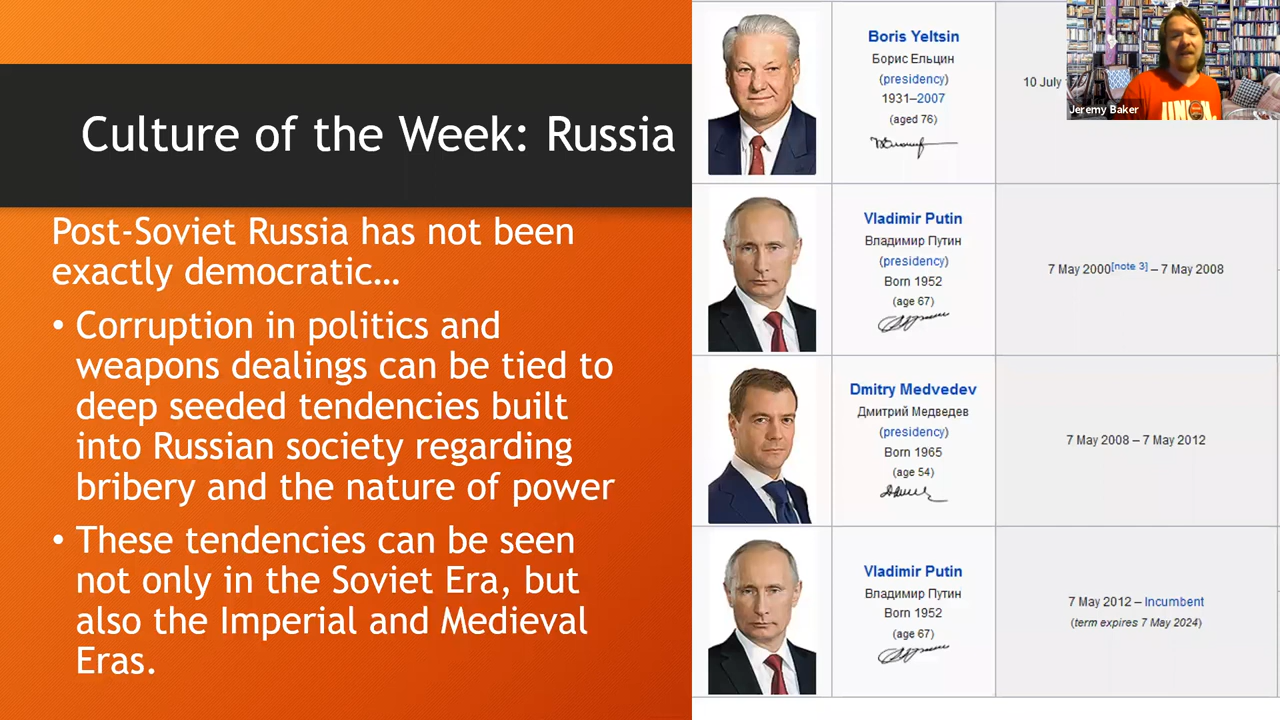 Culture of the Week: Russia
Post-Soviet Russia has not been
exactly democratic…
• Corruption in politics and
weapons dealings can be tied to
deep seeded tendencies built
into Russian society regarding
bribery and the nature of power
• These tendencies can be seen
not only in the Soviet Era, but
also the Imperial and Medieval
Eras.
Boris Yeltsin
Борис Ельцин
(presidency)
1931–2007
(aged 76)
10 July
Jeremy Baker
Vladimir Putin
Владимир Путин
(presidency)
Born 1952
(age 67)
7 May 2000[note 3] – 7 May 2008
Dmitry Medvedev
Дмитрий Медведев
(presidency)
Born 1965
(age 54)
7 May 2008 – 7 May 2012
Vladimir Putin
Владимир Путин
Born 1952
(age 67)
7 May 2012 – Incumbent
(term expires 7 May 2024)